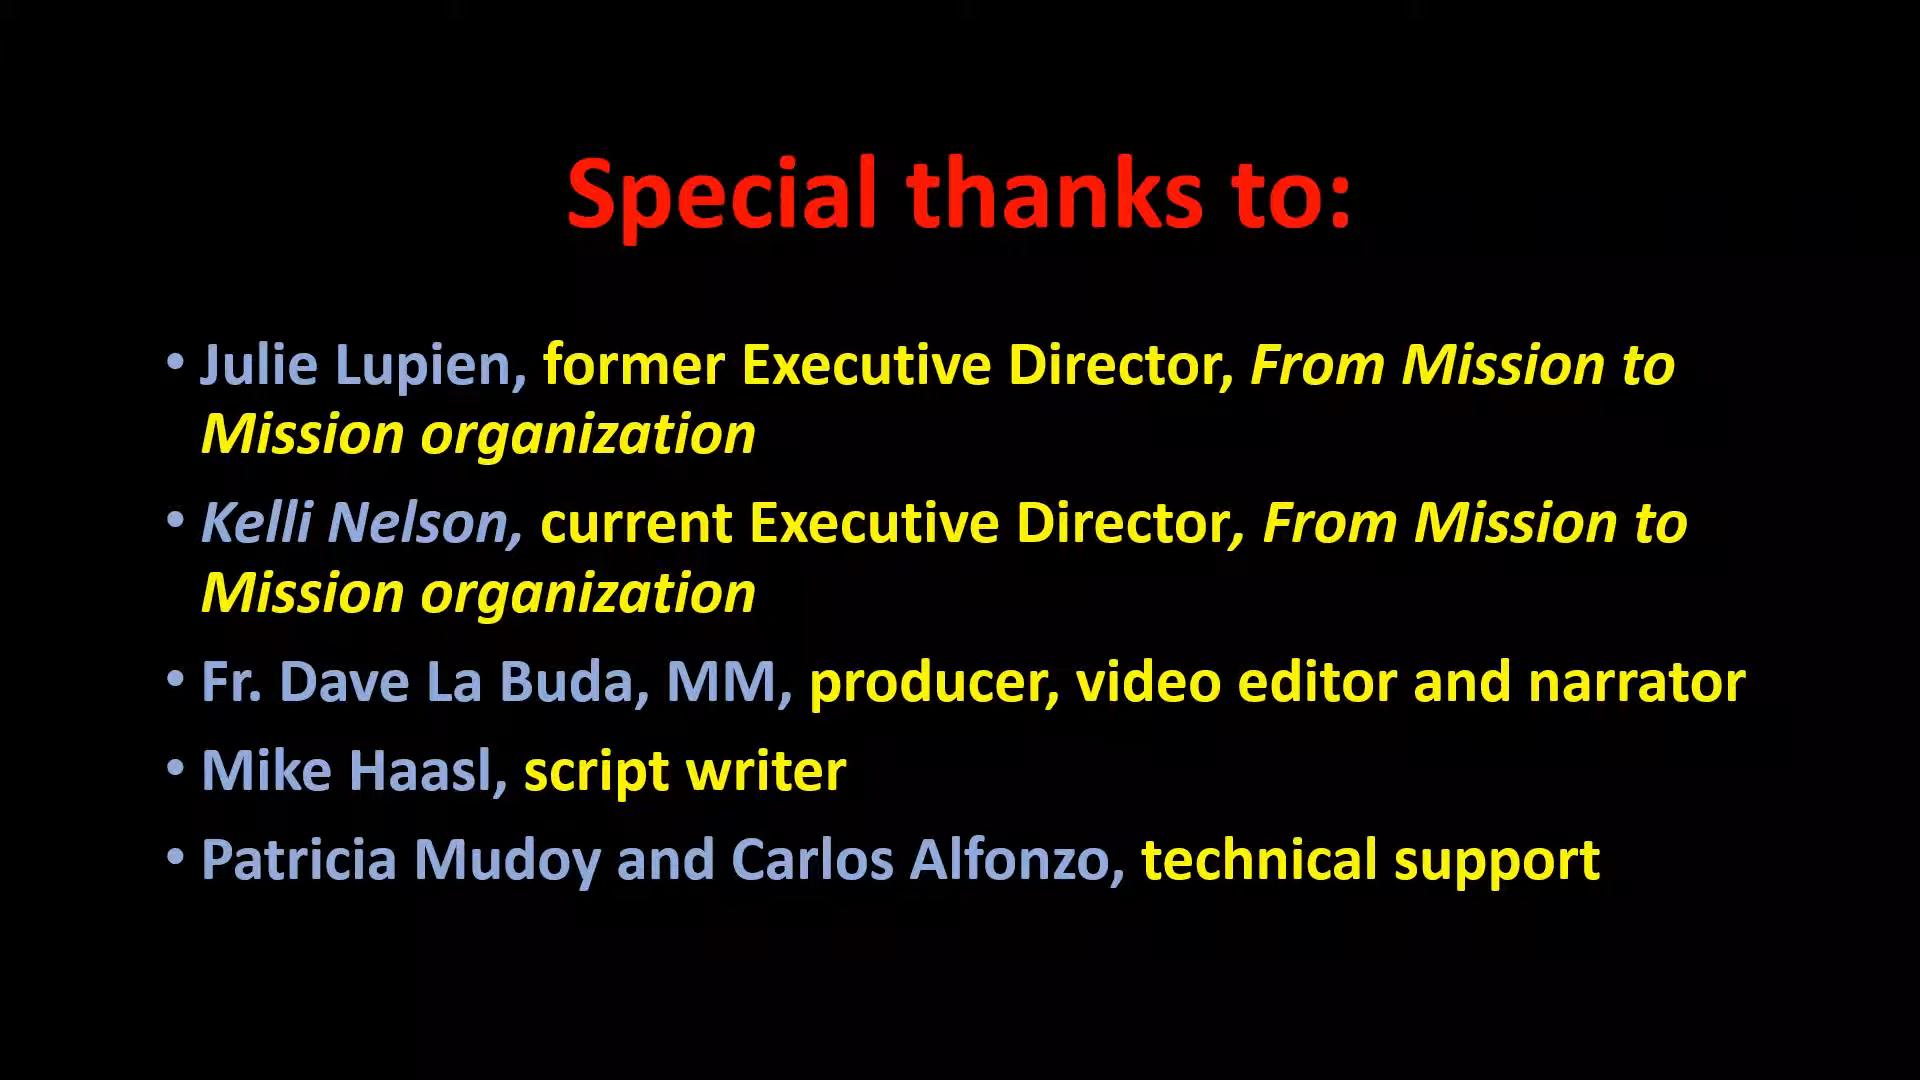 Special thanks to:
• Julie Lupien, former Executive Director, From Mission to
Mission organization
• Kelli Nelson, current Executive Director, From Mission to
Mission organization
• Fr. Dave La Buda, MM, producer, video editor and narrator
• Mike Haasl, script writer
• Patricia Mudoy and Carlos Alfonzo, technical support